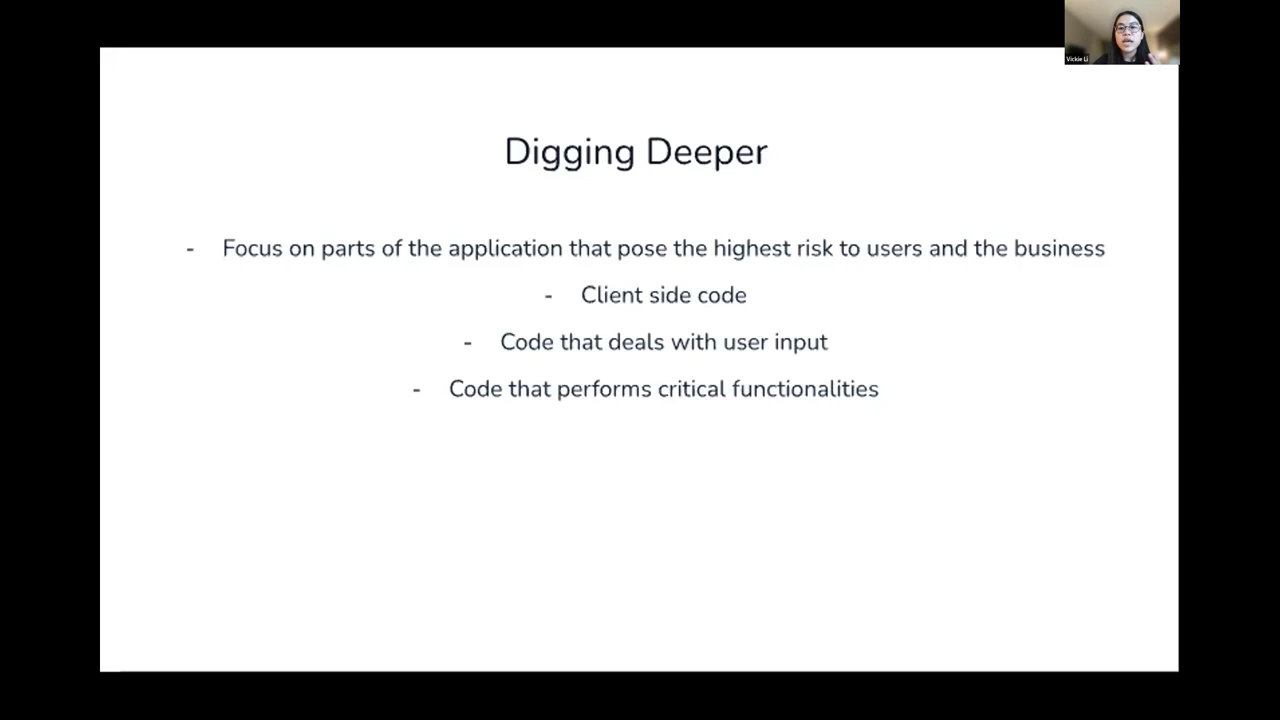 Vickie Li
Digging Deeper
- Focus on parts of the application that pose the highest risk to users and the business
- Client side code
- Code that deals with user input
- Code that performs critical functionalities